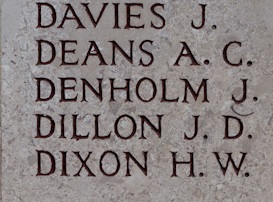 DAVIES J.
DEANS A. C.
DENHOLM J.
DILLON J. D.
DIXON H. W.